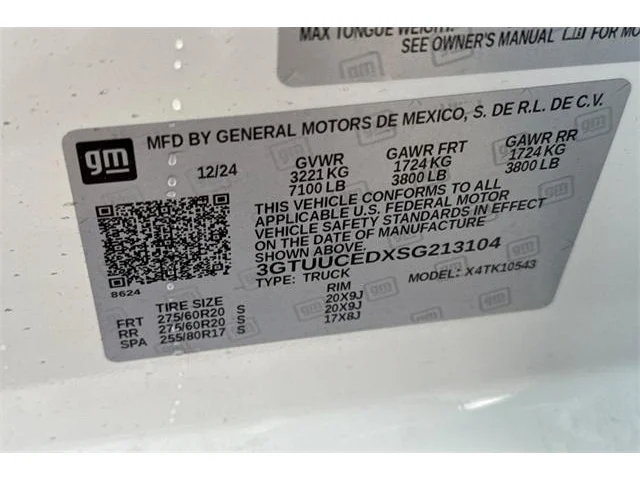 MAX TONGUE WEIGHT:
SEE OWNER'S MANUAL FOR MO
gm
MFD BY GENERAL MOTORS DE MEXICO, S. DE R.L. DE C.V.
12/24 GVWR GAWR FRT GAWR RR
3221 KG 1724 KG 1724 KG
7100 LB 3800 LB 3800 LB
THIS VEHICLE CONFORMS TO ALL
APPLICABLE U.S. FEDERAL MOTOR
VEHICLE SAFETY STANDARDS IN EFFECT
ON THE DATE OF MANUFACTURE
SHOWN ABOVE.
3GTUUCEDXSG213104
8624
TYPE: TRUCK MODEL: X4TK10543
TIRE SIZE RIM
FRT 275/60R20 S 20X9J
RR 275/60R20 S 20X9J
SPA 255/80R17 S 17X8J